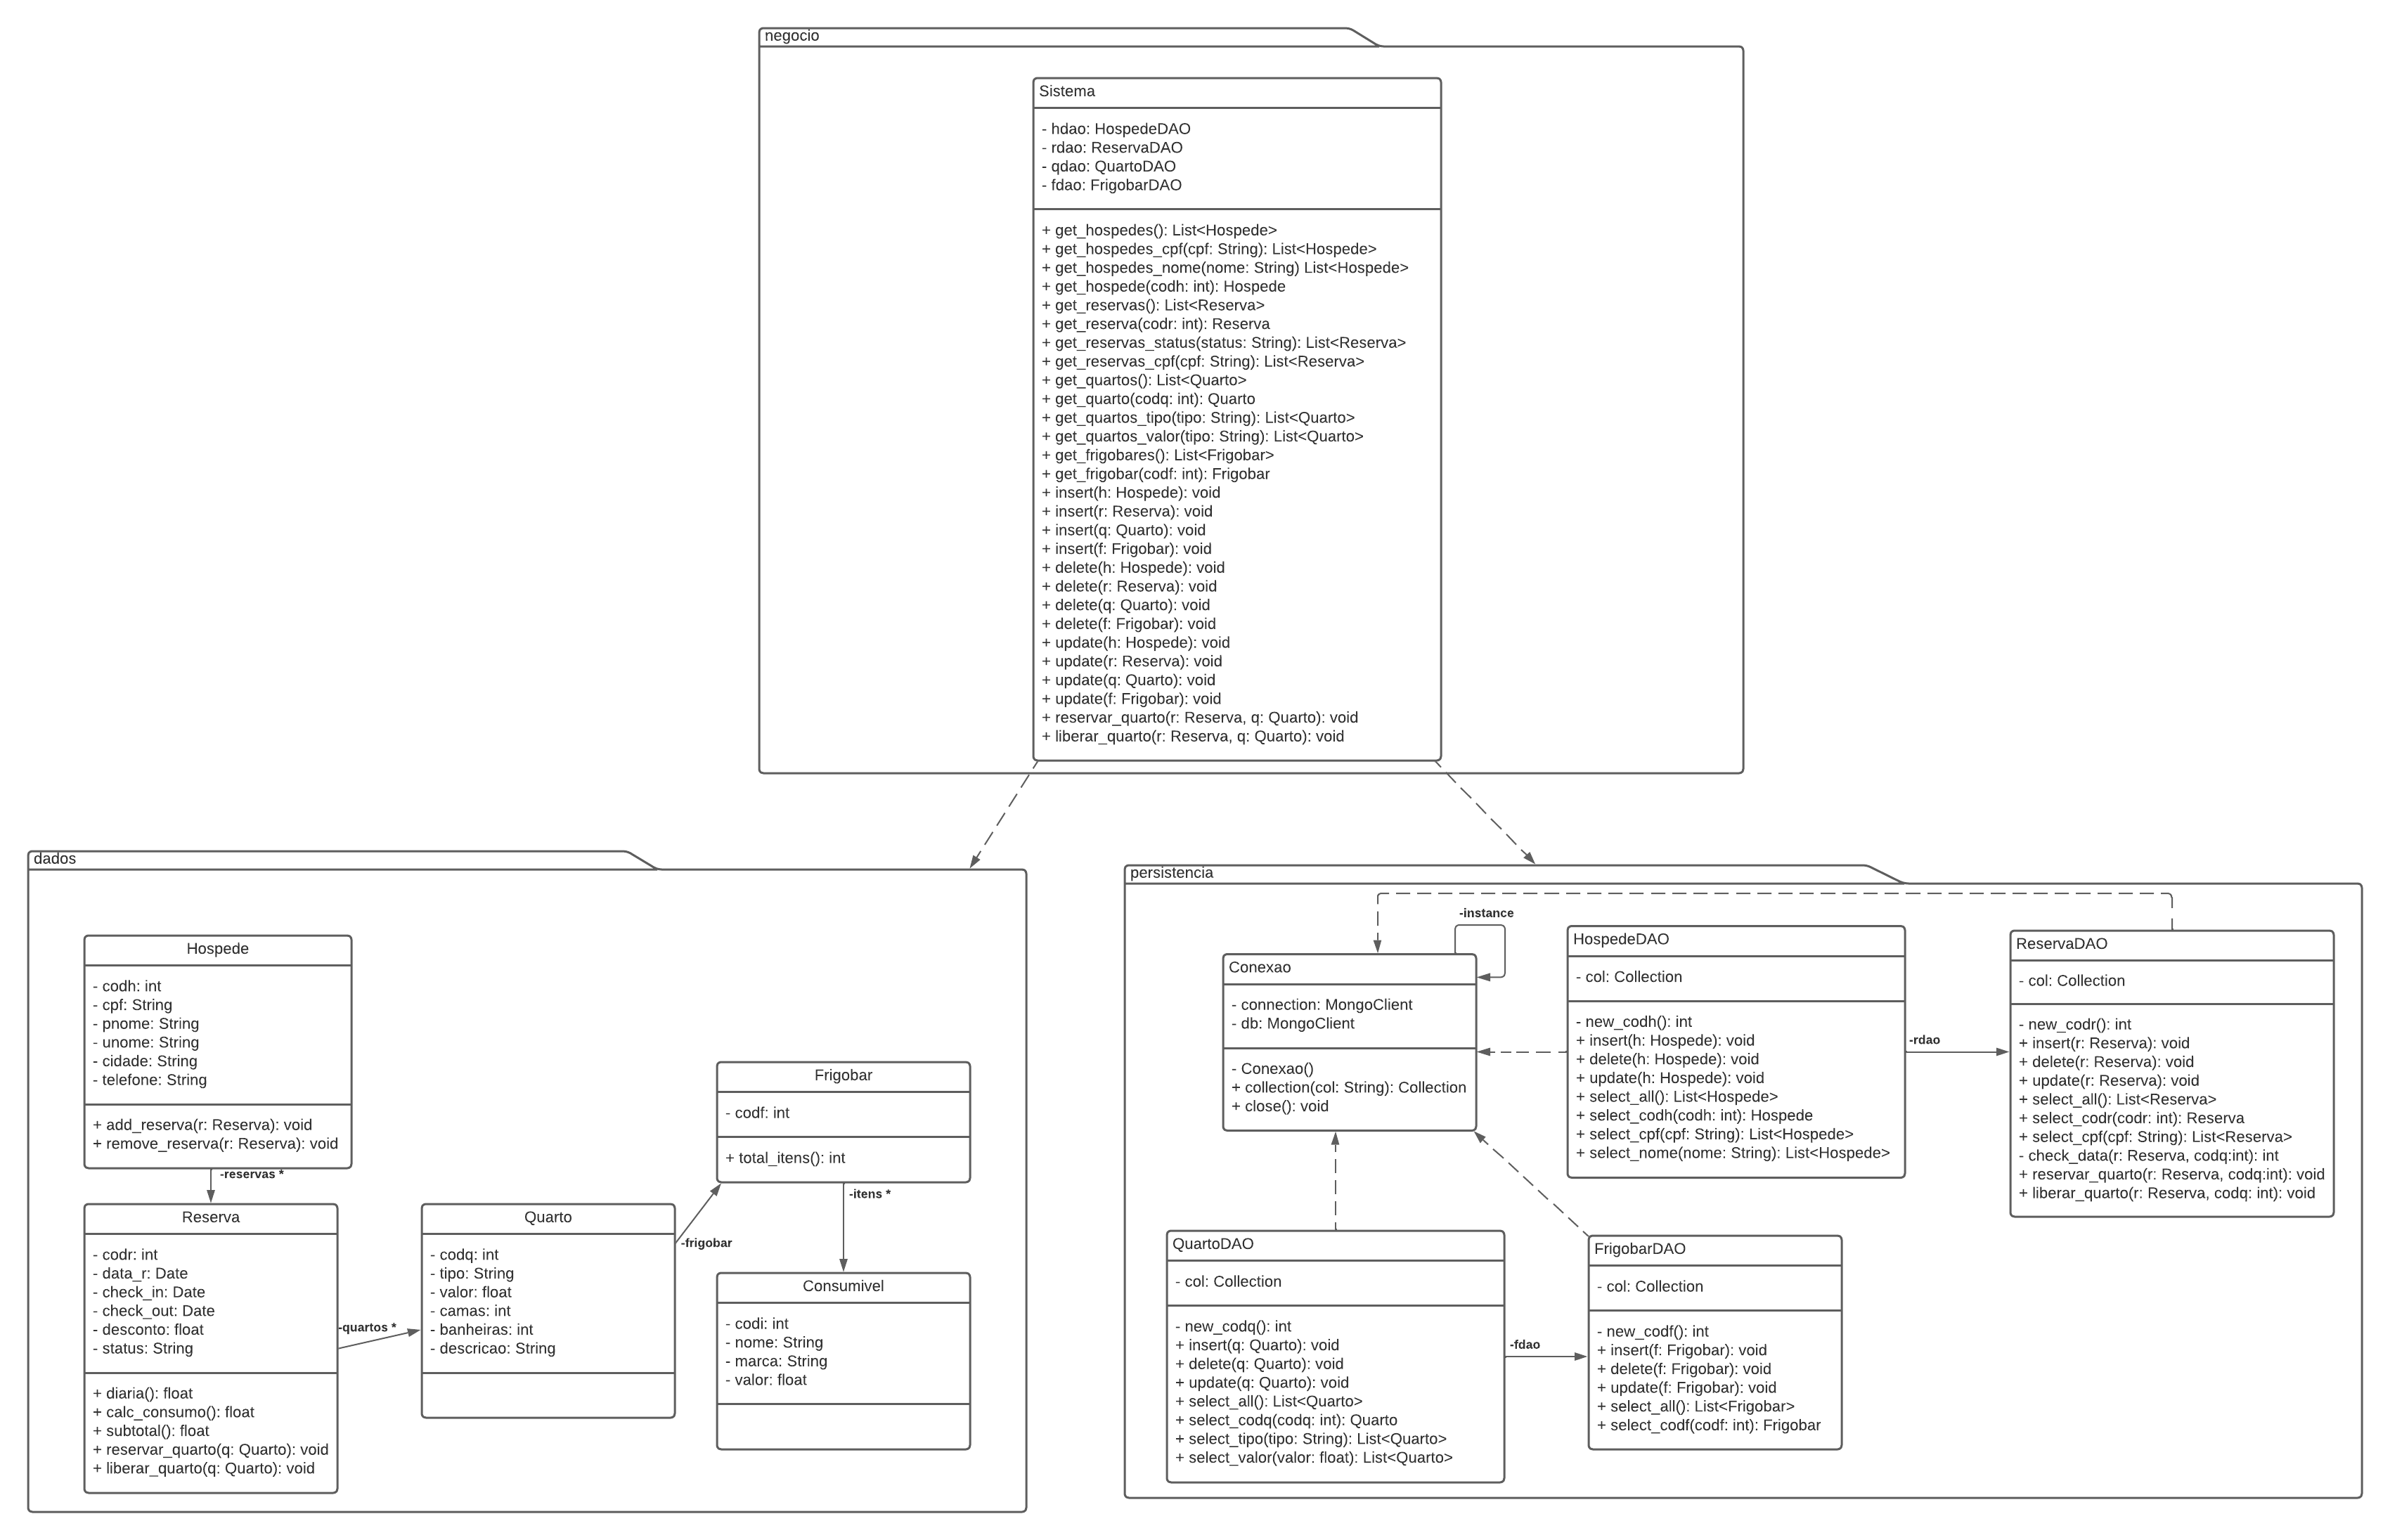 negocio
Sistema
- hdao: HospedeDAO
- rdao: ReservaDAO
- qdao: QuartoDAO
- fdao: FrigobarDAO
+ get_hospedes(): List<Hospede>
+ get_hospedes_cpf(cpf: String): List<Hospede>
+ get_hospedes_nome(nome: String) List<Hospede>
+ get_hospede(codh: int): Hospede
+ get_reservas(): List<Reserva>
+ get_reserva(codr: int): Reserva
+ get_reservas_status(status: String): List<Reserva>
+ get_reservas_cpf(cpf: String): List<Reserva>
+ get_quartos(): List<Quarto>
+ get_quarto(codq: int): Quarto
+ get_quartos_tipo(tipo: String): List<Quarto>
+ get_quartos_valor(tipo: String): List<Quarto>
+ get_frigobares(): List<Frigobar>
+ get_frigobar(codf: int): Frigobar
+ insert(h: Hospede): void
+ insert(r: Reserva): void
+ insert(q: Quarto): void
+ insert(f: Frigobar): void
+ delete(h: Hospede): void
+ delete(r: Reserva): void
+ delete(q: Quarto): void
+ delete(f: Frigobar): void
+ update(h: Hospede): void
+ update(r: Reserva): void
+ update(q: Quarto): void
+ update(f: Frigobar): void
+ reservar_quarto(r: Reserva, q: Quarto): void
+ liberar_quarto(r: Reserva, q: Quarto): void
dados
Hospede
- codh: int
- cpf: String
- pnome: String
- unome: String
- cidade: String
- telefone: String
+ add_reserva(r: Reserva): void
+ remove_reserva(r: Reserva): void
-reservas *
Reserva
- codr: int
- data_r: Date
- check_in: Date
- check_out: Date
- desconto: float
- status: String
+ diaria(): float
+ calc_consumo(): float
+ subtotal(): float
+ reservar_quarto(q: Quarto): void
+ liberar_quarto(q: Quarto): void
-quartos *
Quarto
- codq: int
- tipo: String
- valor: float
- camas: int
- banheiras: int
- descricao: String
-frigobar
Frigobar
- codf: int
+ total_itens(): int
-itens *
Consumivel
- codi: int
- nome: String
- marca: String
- valor: float
persistencia
-instance
Conexao
- connection: MongoClient
- db: MongoClient
- Conexao()
+ collection(col: String): Collection
+ close(): void
HospedeDAO
- col: Collection
- new_codh(): int
+ insert(h: Hospede): void
+ delete(h: Hospede): void
+ update(h: Hospede): void
+ select_all(): List<Hospede>
+ select_codh(codh: int): Hospede
+ select_cpf(cpf: String): List<Hospede>
+ select_nome(nome: String): List<Hospede>
-rdao
ReservaDAO
- col: Collection
- new_codr(): int
+ insert(r: Reserva): void
+ delete(r: Reserva): void
+ update(r: Reserva): void
+ select_all(): List<Reserva>
+ select_codr(codr: int): Reserva
+ select_cpf(cpf: String): List<Reserva>
- check_data(r: Reserva, codq:int): int
+ reservar_quarto(r: Reserva, codq:int): void
+ liberar_quarto(r: Reserva, codq: int): void
QuartoDAO
- col: Collection
- new_codq(): int
+ insert(q: Quarto): void
+ delete(q: Quarto): void
+ update(q: Quarto): void
+ select_all(): List<Quarto>
+ select_codq(codq: int): Quarto
+ select_tipo(tipo: String): List<Quarto>
+ select_valor(valor: float): List<Quarto>
-fdao
FrigobarDAO
- col: Collection
- new_codf(): int
+ insert(f: Frigobar): void
+ delete(f: Frigobar): void
+ update(f: Frigobar): void
+ select_all(): List<Frigobar>
+ select_codf(codf: int): Frigobar